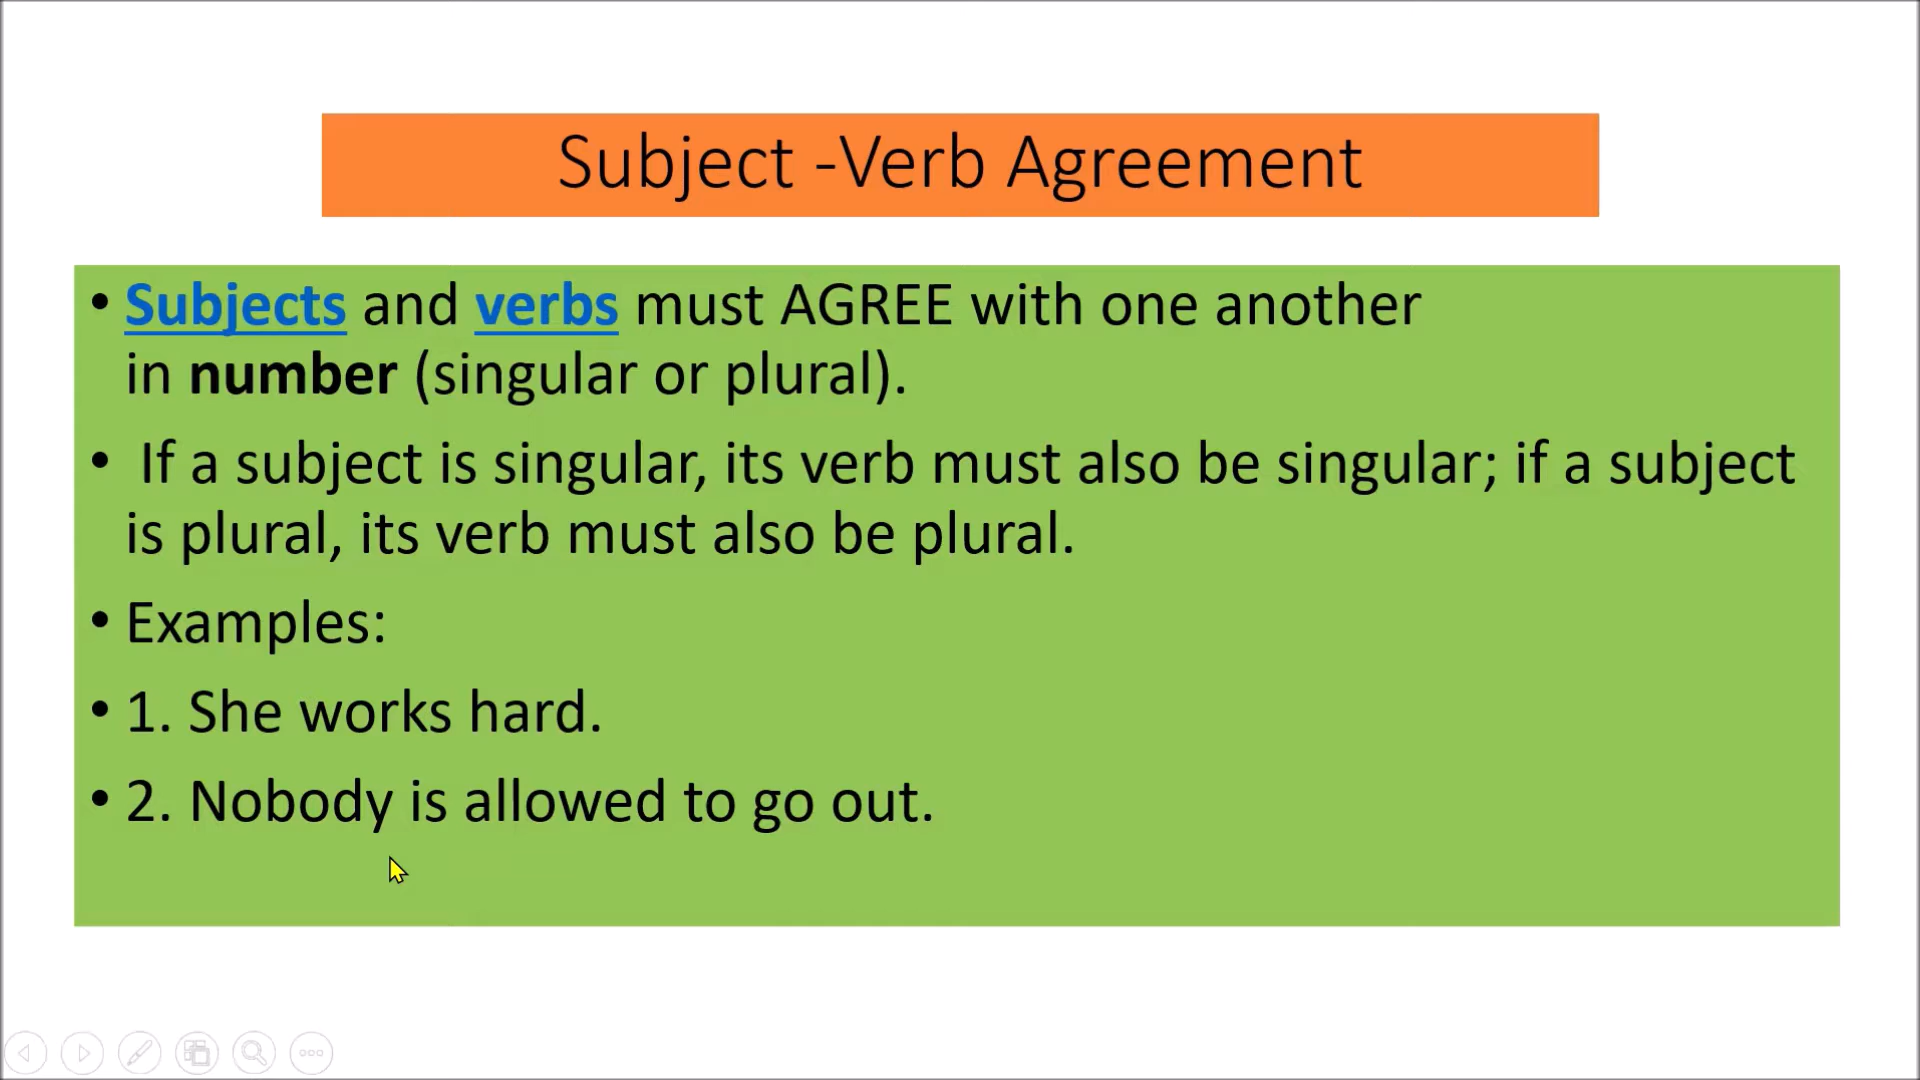 Subject -Verb Agreement
• Subjects and verbs must AGREE with one another
in number (singular or plural).
• If a subject is singular, its verb must also be singular; if a subject
is plural, its verb must also be plural.
• Examples:
• 1. She works hard.
• 2. Nobody is allowed to go out.